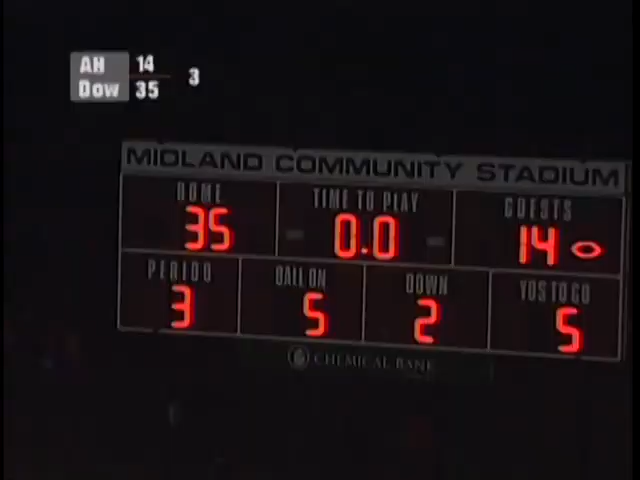 AH 14
Dow 35 3
MIDLAND COMMUNITY STADIUM
HOME TIME TO PLAY GUESTS
35 0.0 14
PERIOD BALL ON DOWN YDS TO GO
3 5 2 5
CHEMICAL BANK